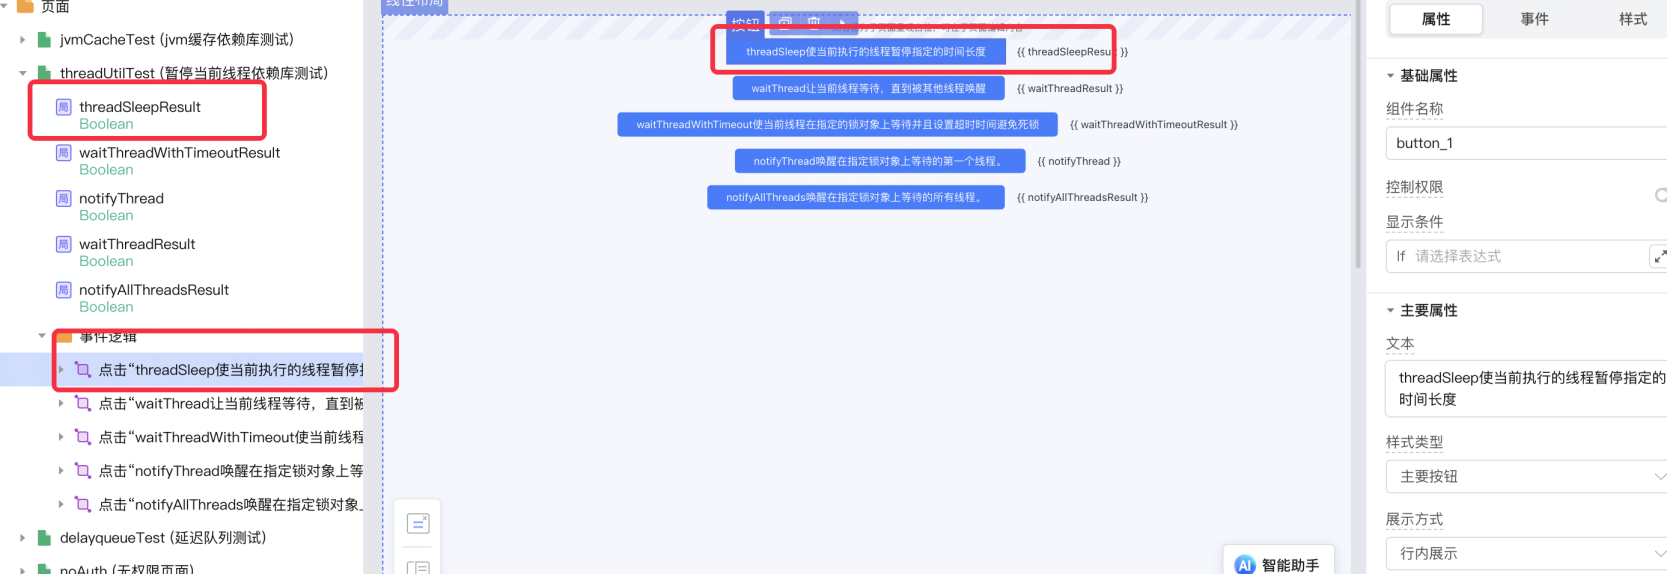 页面
jvmCacheTest (jvm缓存依赖库测试)
threadUtilTest (暂停当前线程依赖库测试)
局 threadSleepResult
Boolean
局 waitThreadWithTimeoutResult
Boolean
局 notifyThread
Boolean
局 waitThreadResult
Boolean
局 notifyAllThreadsResult
Boolean
事件逻辑
点击“threadSleep使当前执行的线程暂停
点击“waitThread让当前线程等待，直到被
点击“waitThreadWithTimeout使当前线程
点击“notifyThread唤醒在指定锁对象上等
点击“notifyAllThreads唤醒在指定锁对象
delayqueueTest (延迟队列测试)
noAuth (无权限页面)
线性布局
按钮
threadSleep使当前执行的线程暂停指定的时间长度 {{ threadSleepResu }}
waitThread让当前线程等待，直到被其他线程唤醒 {{ waitThreadResult }}
waitThreadWithTimeout使当前线程在指定的锁对象上等待并且设置超时时间避免死锁 {{ waitThreadWithTimeoutResult }}
notifyThread唤醒在指定锁对象上等待的第一个线程。 {{ notifyThread }}
notifyAllThreads唤醒在指定锁对象上等待的所有线程。 {{ notifyAllThreadsResult }}
AI 智能助手
属性 事件 样式
基础属性
组件名称
button_1
控制权限
显示条件
If 请选择表达式
主要属性
文本
threadSleep使当前执行的线程暂停指定的
时间长度
样式类型
主要按钮
展示方式
行内展示